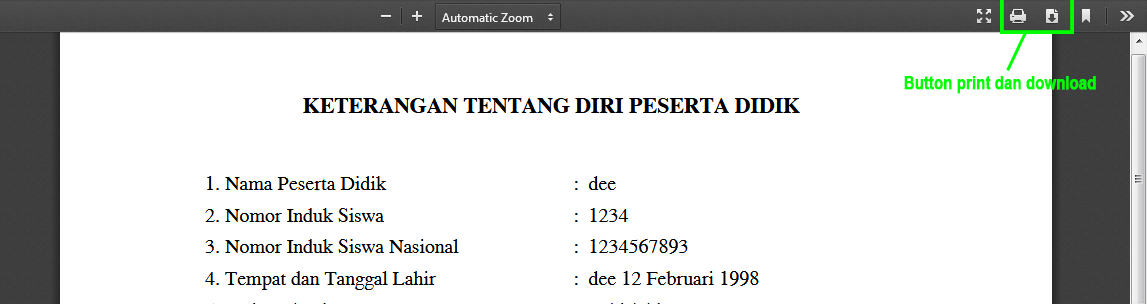 Automatic Zoom
Button print dan download
KETERANGAN TENTANG DIRI PESERTA DIDIK
1. Nama Peserta Didik : dee
2. Nomor Induk Siswa : 1234
3. Nomor Induk Siswa Nasional : 1234567893
4. Tempat dan Tanggal Lahir : dee 12 Februari 1998